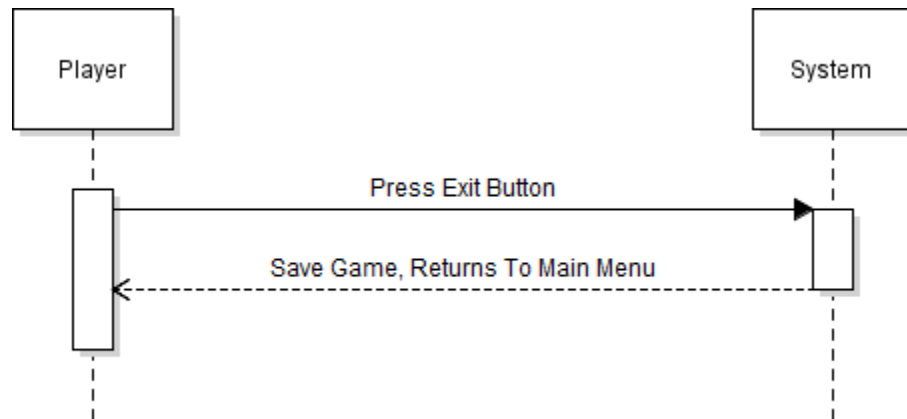 Player
System
Press Exit Button
Save Game, Returns To Main Menu